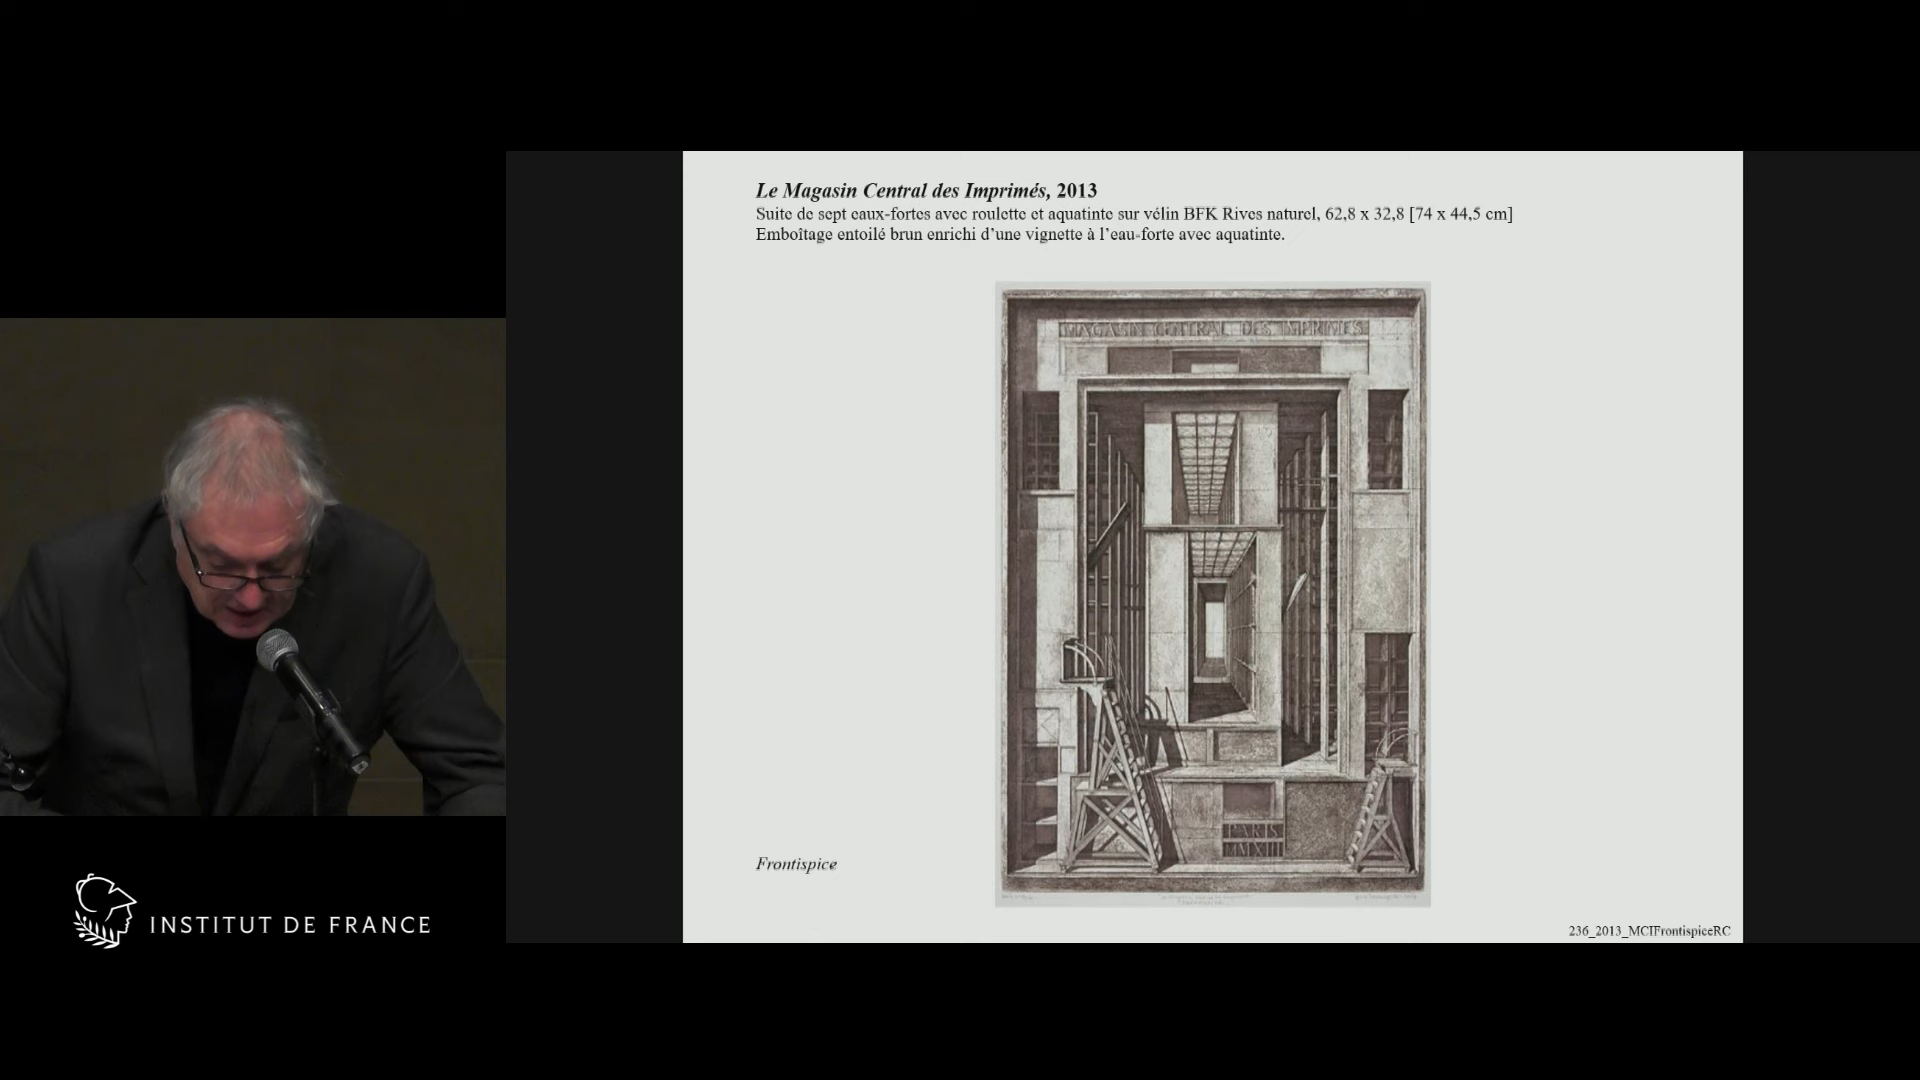 Le Magasin Central des Imprimés, 2013
Suite de sept eaux-fortes avec roulette et aquatinte sur vélin BFK Rives naturel, 62,8 x 32,8 [74 x 44,5 cm]
Emboîtage entoilé brun enrichi d’une vignette à l’eau-forte avec aquatinte.
MAGASIN CENTRAL DES IMPRIMES
PARIS
MMXIII
Frontispice
236_2013_MCIFrontispiceRC
INSTITUT DE FRANCE